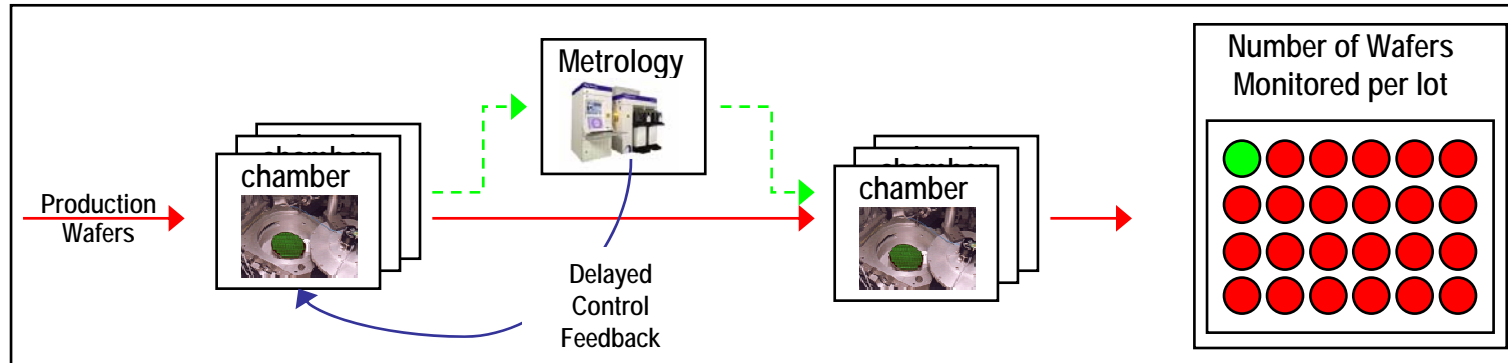 Production
Wafers
chamber
Metrology
Delayed
Control
Feedback
chamber
Number of Wafers
Monitored per lot